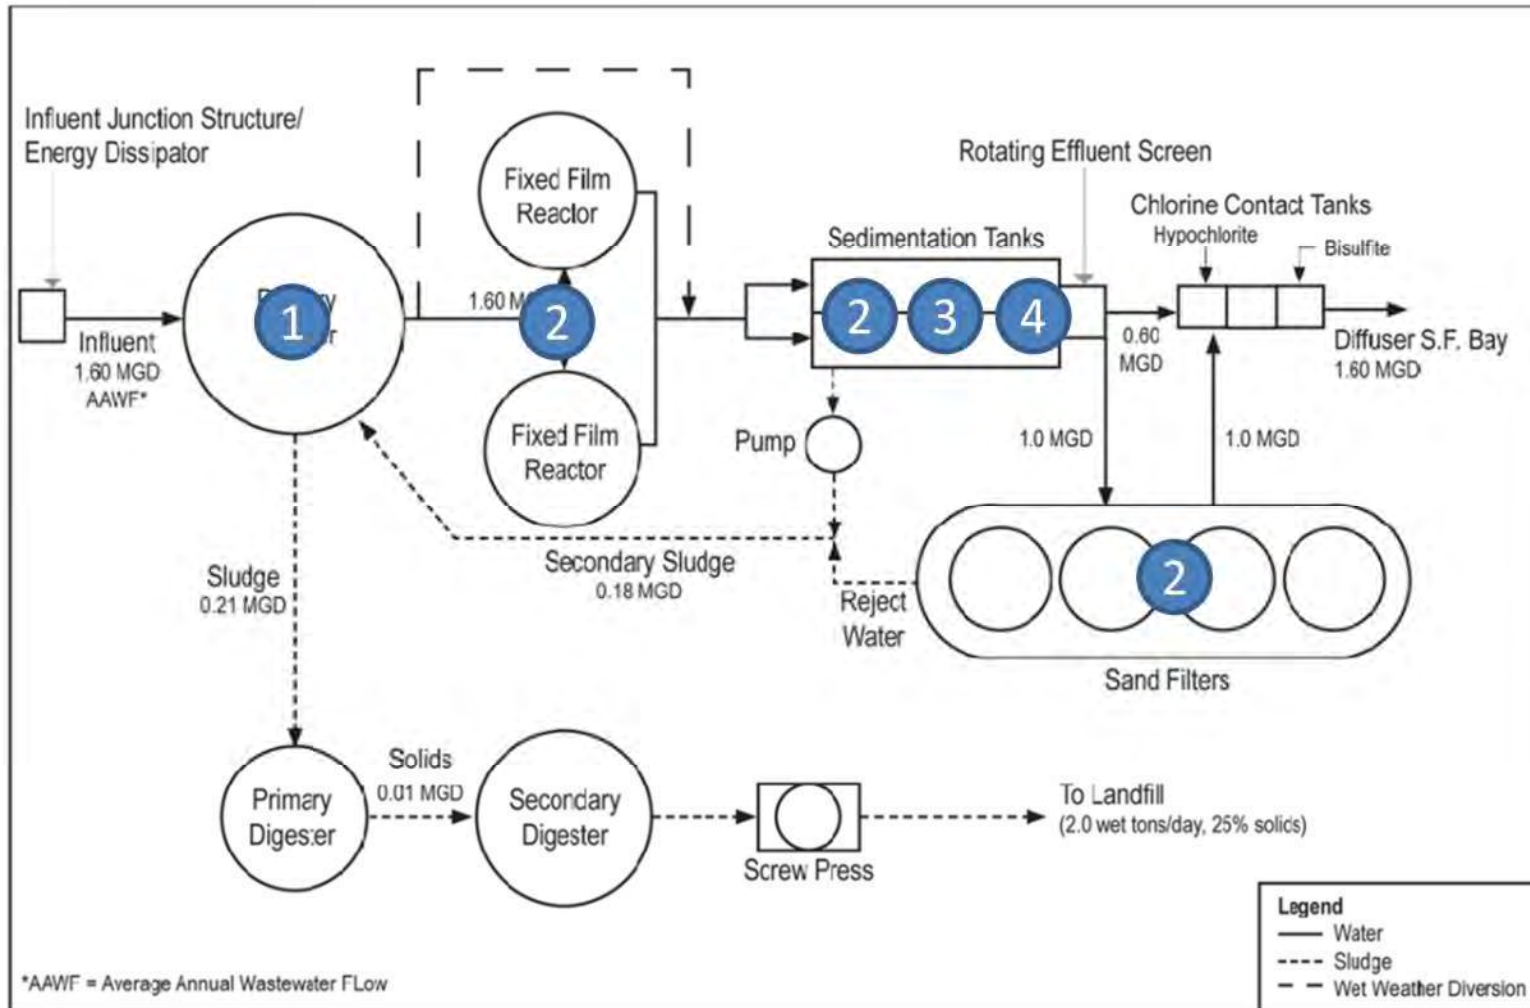 Influent Junction Structure/
Energy Dissipator
Influent
1.60 MGD
AAWF*
1
Fixed Film
Reactor
1.60
2
Fixed Film
Reactor
Sedimentation Tanks
2 3 4
Rotating Effluent Screen
Chlorine Contact Tanks
Hypochlorite
Bisulfite
0.60
MGD
Diffuser S.F. Bay
1.60 MGD
Pump
1.0 MGD
1.0 MGD
Secondary Sludge
0.18 MGD
Reject
Water
2
Sand Filters
Sludge
0.21 MGD
Primary
Digester
Solids
0.01 MGD
Secondary
Digester
Screw Press
To Landfill
(2.0 wet tons/day, 25% solids)
Legend
Water
Sludge
Wet Weather Diversion
*AAWF = Average Annual Wastewater FLow